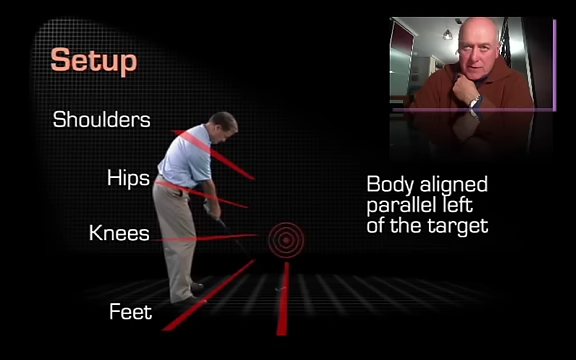 Setup
Shoulders
Hips
Knees
Feet
Body aligned
parallel left
of the target